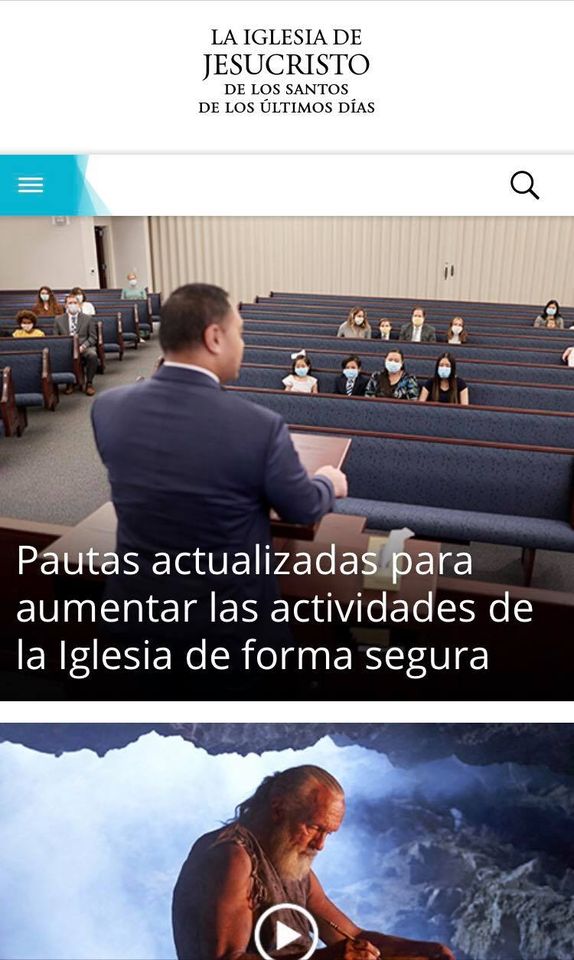 LA IGLESIA DE
JESUCRISTO
DE LOS SANTOS
DE LOS ÚLTIMOS DÍAS
Pautas actualizadas para
aumentar las actividades de
la Iglesia de forma segura